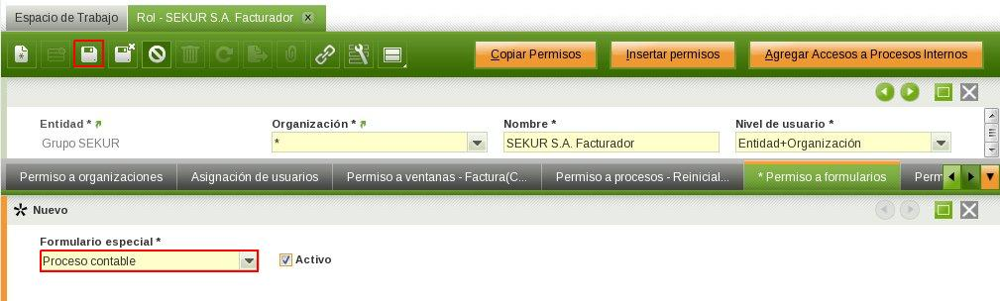 Espacio de Trabajo
Rol - SEKUR S.A. Facturador
Copiar Permisos
Insertar permisos
Agregar Accesos a Procesos Internos
Entidad *
Organización *
Nombre *
Nivel de usuario *
Grupo SEKUR
*
SEKUR S.A. Facturador
Entidad+Organización
Permiso a organizaciones
Asignación de usuarios
Permiso a ventanas - Factura(C...
Permiso a procesos - Reinicial...
* Permiso a formularios
Perm
Nuevo
Formulario especial *
Proceso contable
Activo